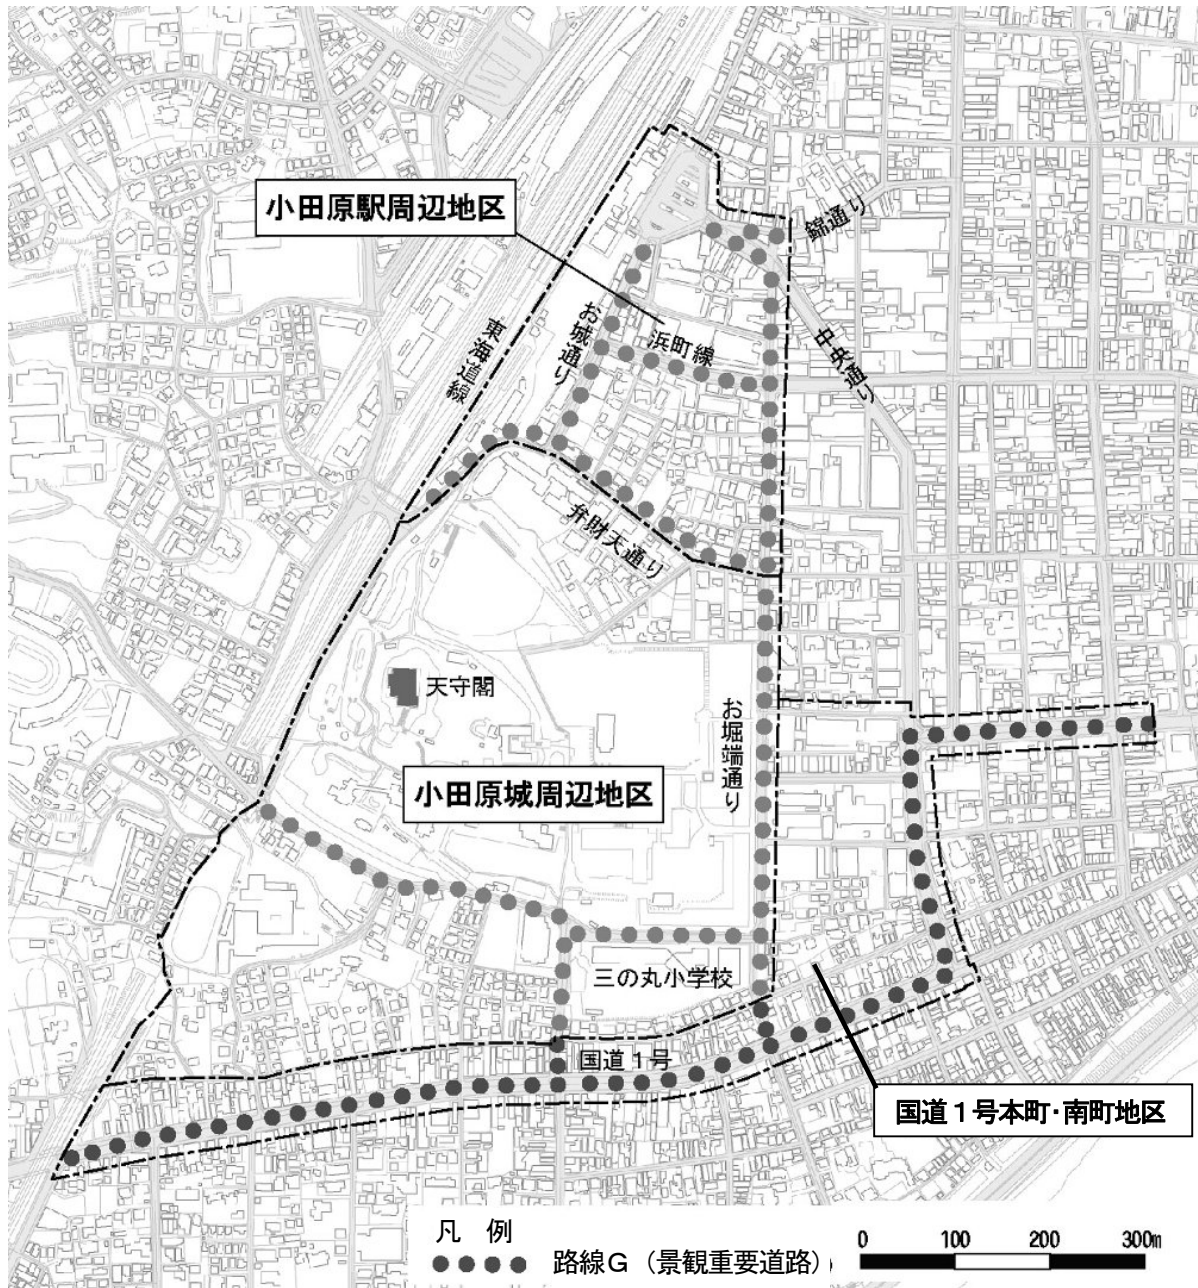 小田原駅周辺地区
錦通り
お城通り
浜町線
東海道線
中央通り
弁財天通り
天守閣
お堀端通り
小田原城周辺地区
三の丸小学校
国道１号
国道１号本町・南町地区
凡 例
路線Ｇ（景観重要道路）
0 100 200 300m